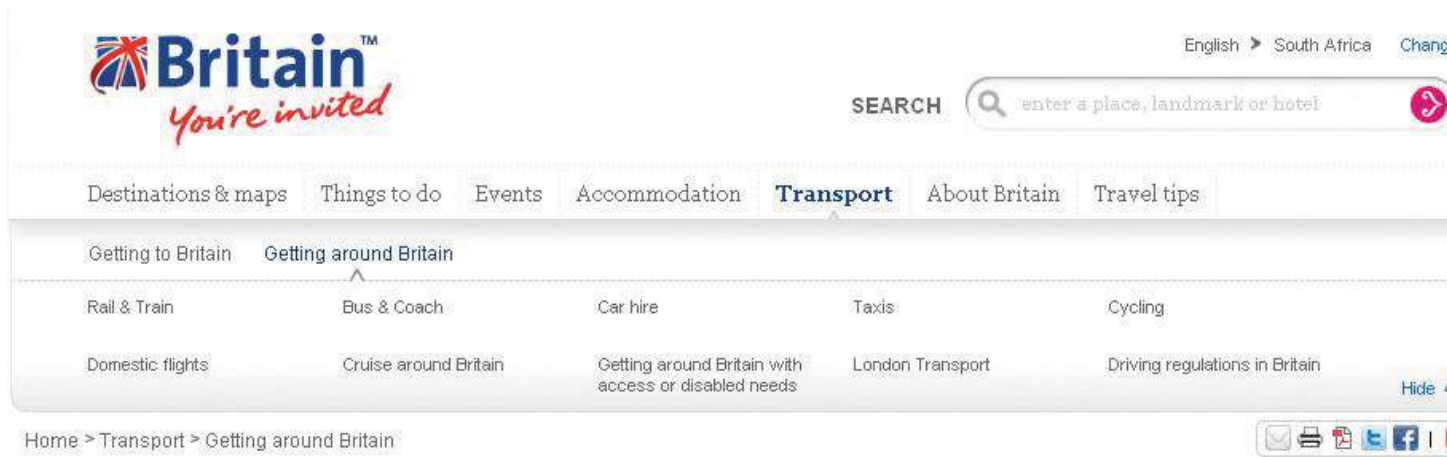 Britain™
You're invited
English > South Africa Chang
SEARCH enter a place, landmark or hotel
Destinations & maps Things to do Events Accommodation Transport About Britain Travel tips
Getting to Britain Getting around Britain
Rail & Train Bus & Coach Car hire Taxis Cycling
Domestic flights Cruise around Britain Getting around Britain with London Transport Driving regulations in Britain
access or disabled needs
Hide
Home > Transport > Getting around Britain